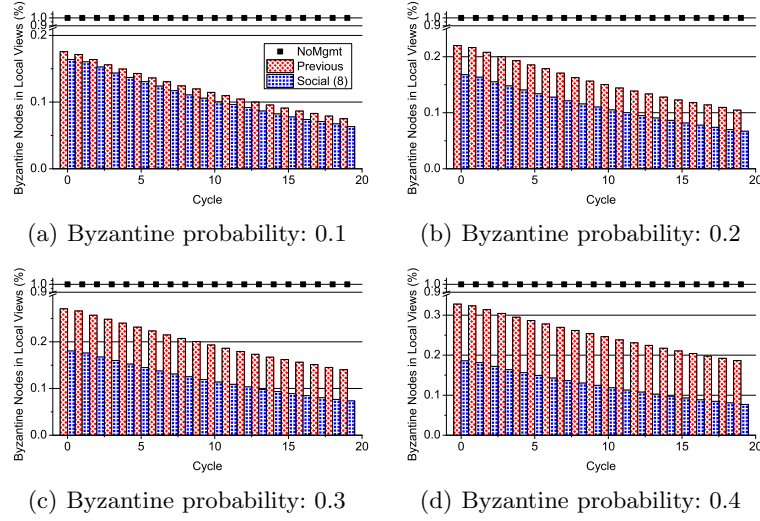 Byzantine Nodes in Local Views (%)
1.0
0.9
0.2
0.1
0.0
NoMgmt
Previous
Social (8)
0 5 10 15 20
Cycle
(a) Byzantine probability: 0.1
Byzantine Nodes in Local Views (%)
1.0
0.9
0.2
0.1
0.0
0 5 10 15 20
Cycle
(b) Byzantine probability: 0.2
Byzantine Nodes in Local Views (%)
1.0
0.9
0.2
0.1
0.0
0 5 10 15 20
Cycle
(c) Byzantine probability: 0.3
Byzantine Nodes in Local Views (%)
1.0
0.9
0.3
0.2
0.1
0.0
0 5 10 15 20
Cycle
(d) Byzantine probability: 0.4